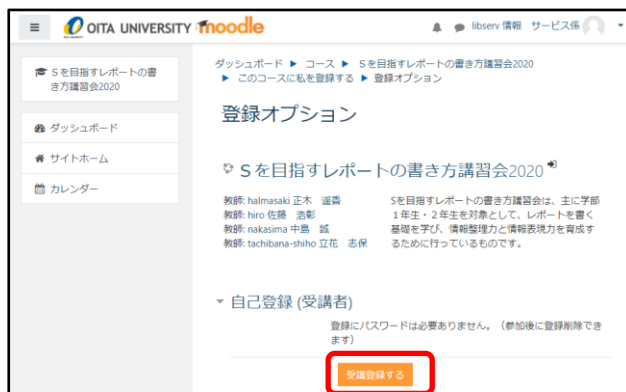 OITA UNIVERSITY moodle
libserv 情報 サービス係
Sを目指すレポートの書き方講習会2020
ダッシュボード
サイトホーム
カレンダー
ダッシュボード ▶ コース ▶ Sを目指すレポートの書き方講習会2020
▶ このコースに私を登録する ▶ 登録オプション
登録オプション
Sを目指すレポートの書き方講習会2020
教師: halmasaki 正木 遥香
教師: hiro 佐藤 浩彰
教師: nakasima 中島 誠
教師: tachibana-shiho 立花 志保
Sを目指すレポートの書き方講習会は、主に学部
1年生・2年生を対象として、レポートを書く
基礎を学び、情報整理力と情報表現力を育成す
るために行っているものです。
自己登録 (受講者)
登録にパスワードは必要ありません。(参加後に登録削除でき
ます)
受講登録する